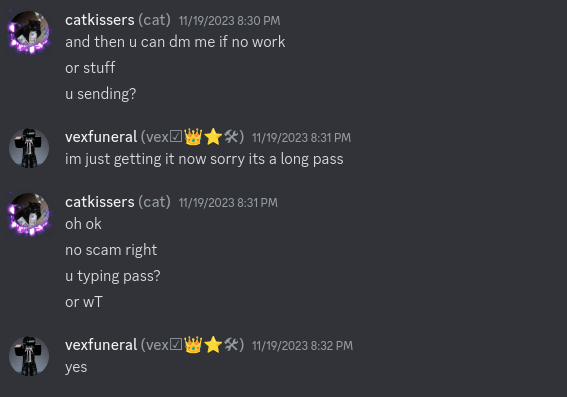 catkissers (cat) 11/19/2023 8:30 PM
and then u can dm me if no work
or stuff
u sending?
vexfuneral (vex☑👑⭐🛠) 11/19/2023 8:31 PM
im just getting it now sorry its a long pass
catkissers (cat) 11/19/2023 8:31 PM
oh ok
no scam right
u typing pass?
or wT
vexfuneral (vex☑👑⭐🛠) 11/19/2023 8:32 PM
yes